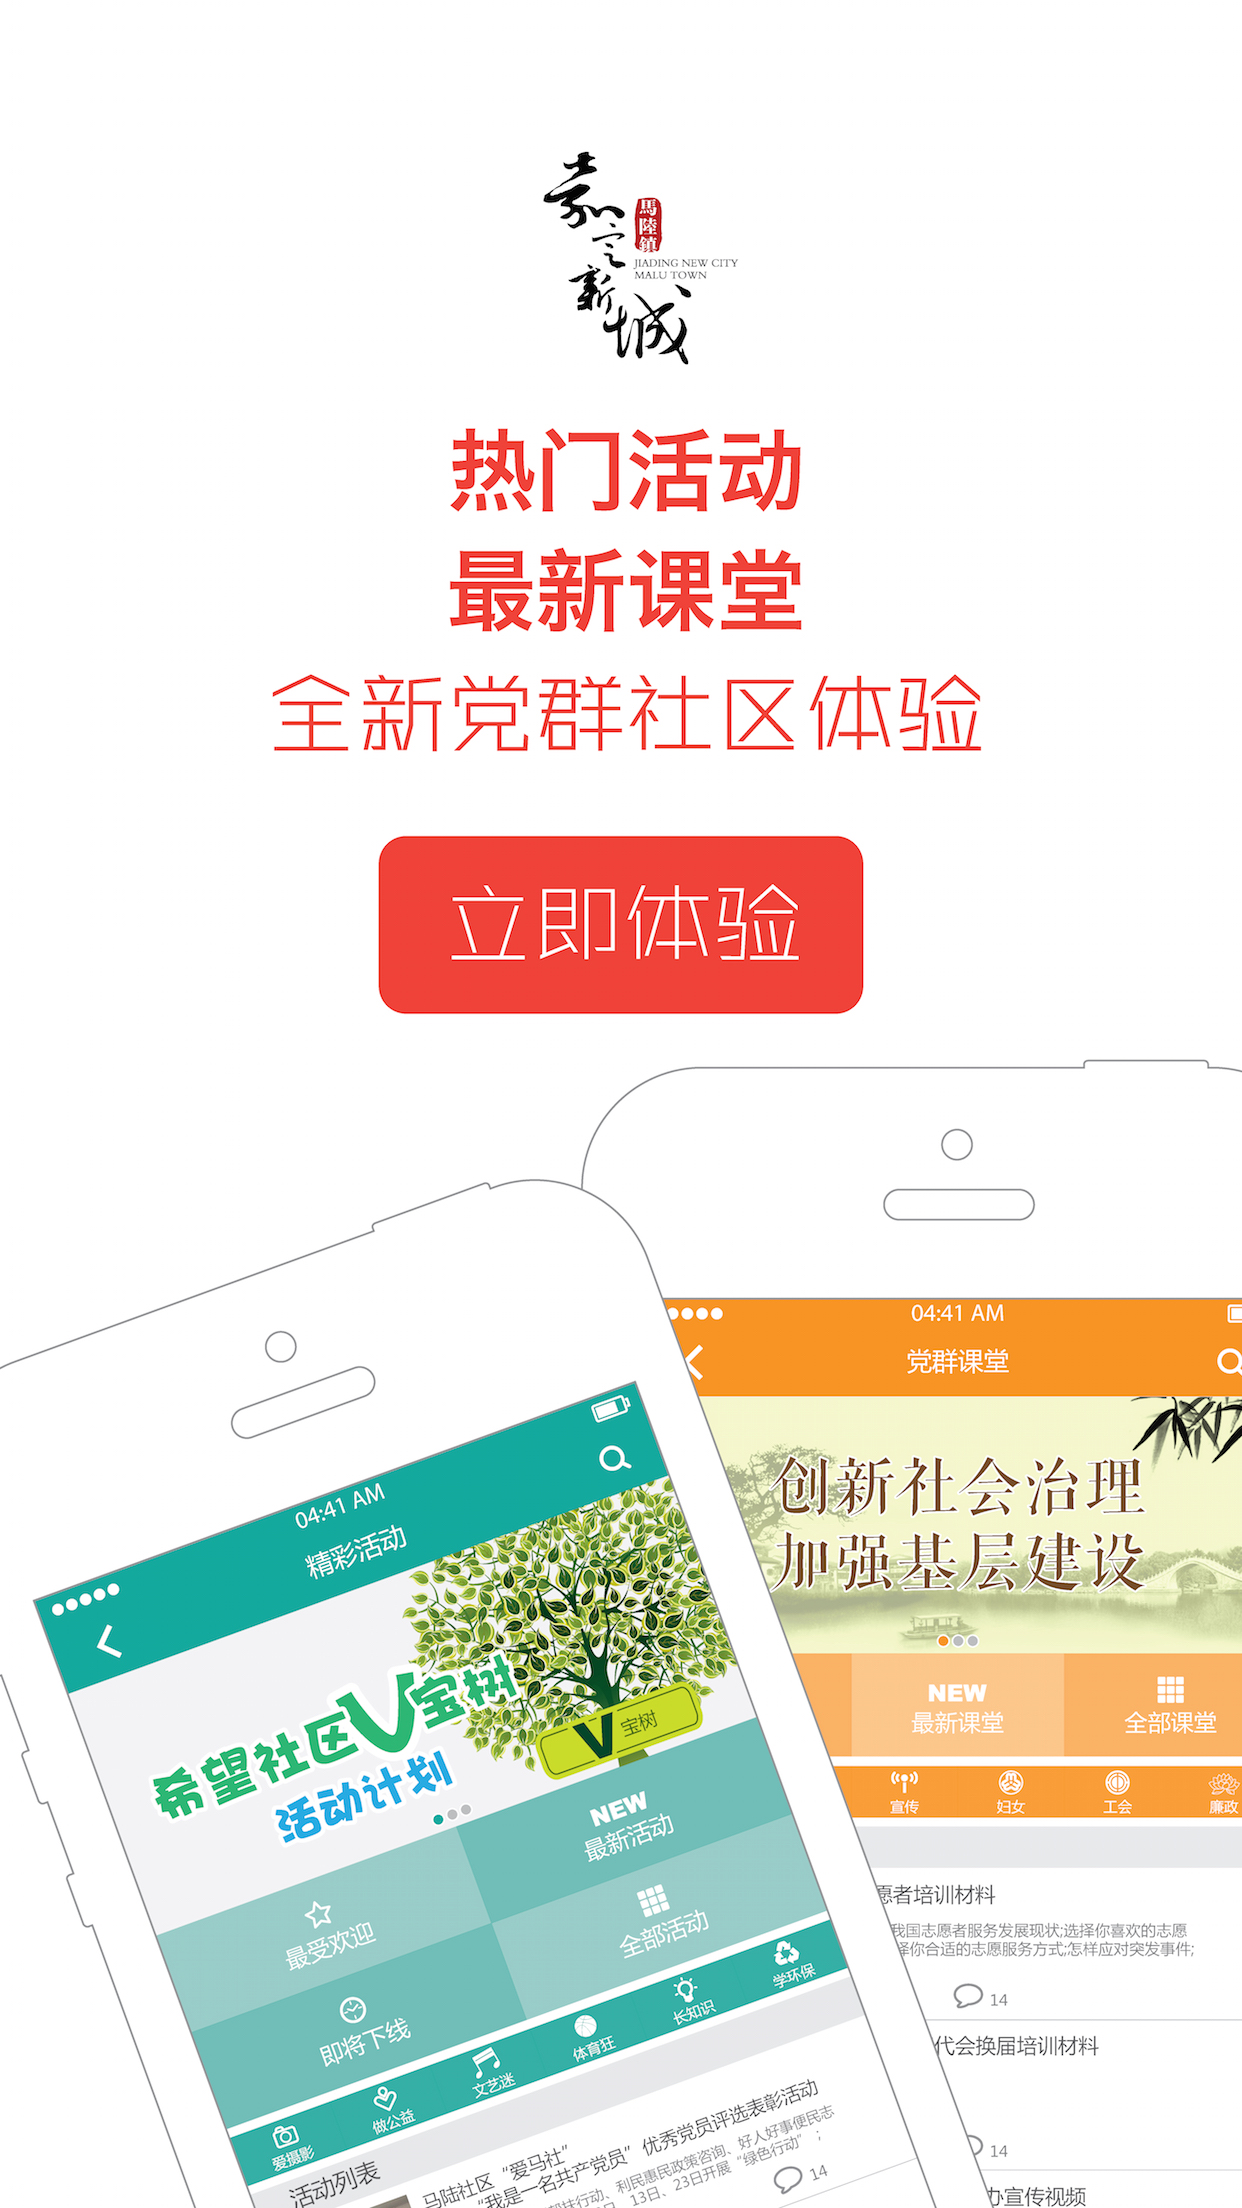 嘉定新城
馬陸鎮
JIADING NEW CITY
MALU TOWN
热门活动
最新课堂
全新党群社区体验
立即体验
04:41 AM
党群课堂
创新社会治理
加强基层建设
NEW
最新课堂
全部课堂
宣传
妇女
工会
廉政
愿者培训材料
我国志愿者服务发展现状;选择你喜欢的志愿
择你合适的志愿服务方式;怎样应对突发事件;
14
代会换届培训材料
14
办宣传视频
04:41 AM
精彩活动
希望社区V宝树
活动计划
V宝树
NEW
最新活动
最受欢迎
全部活动
即将下线
爱摄影
做公益
文艺迷
体育狂
长知识
学环保
活动列表
马陆社区“爱马社”
“我是一名共产党员”优秀党员评选表彰活动
帮扶行动、利民惠民政策咨询、好人好事便民志
13日、23日开展“绿色行动”；
14